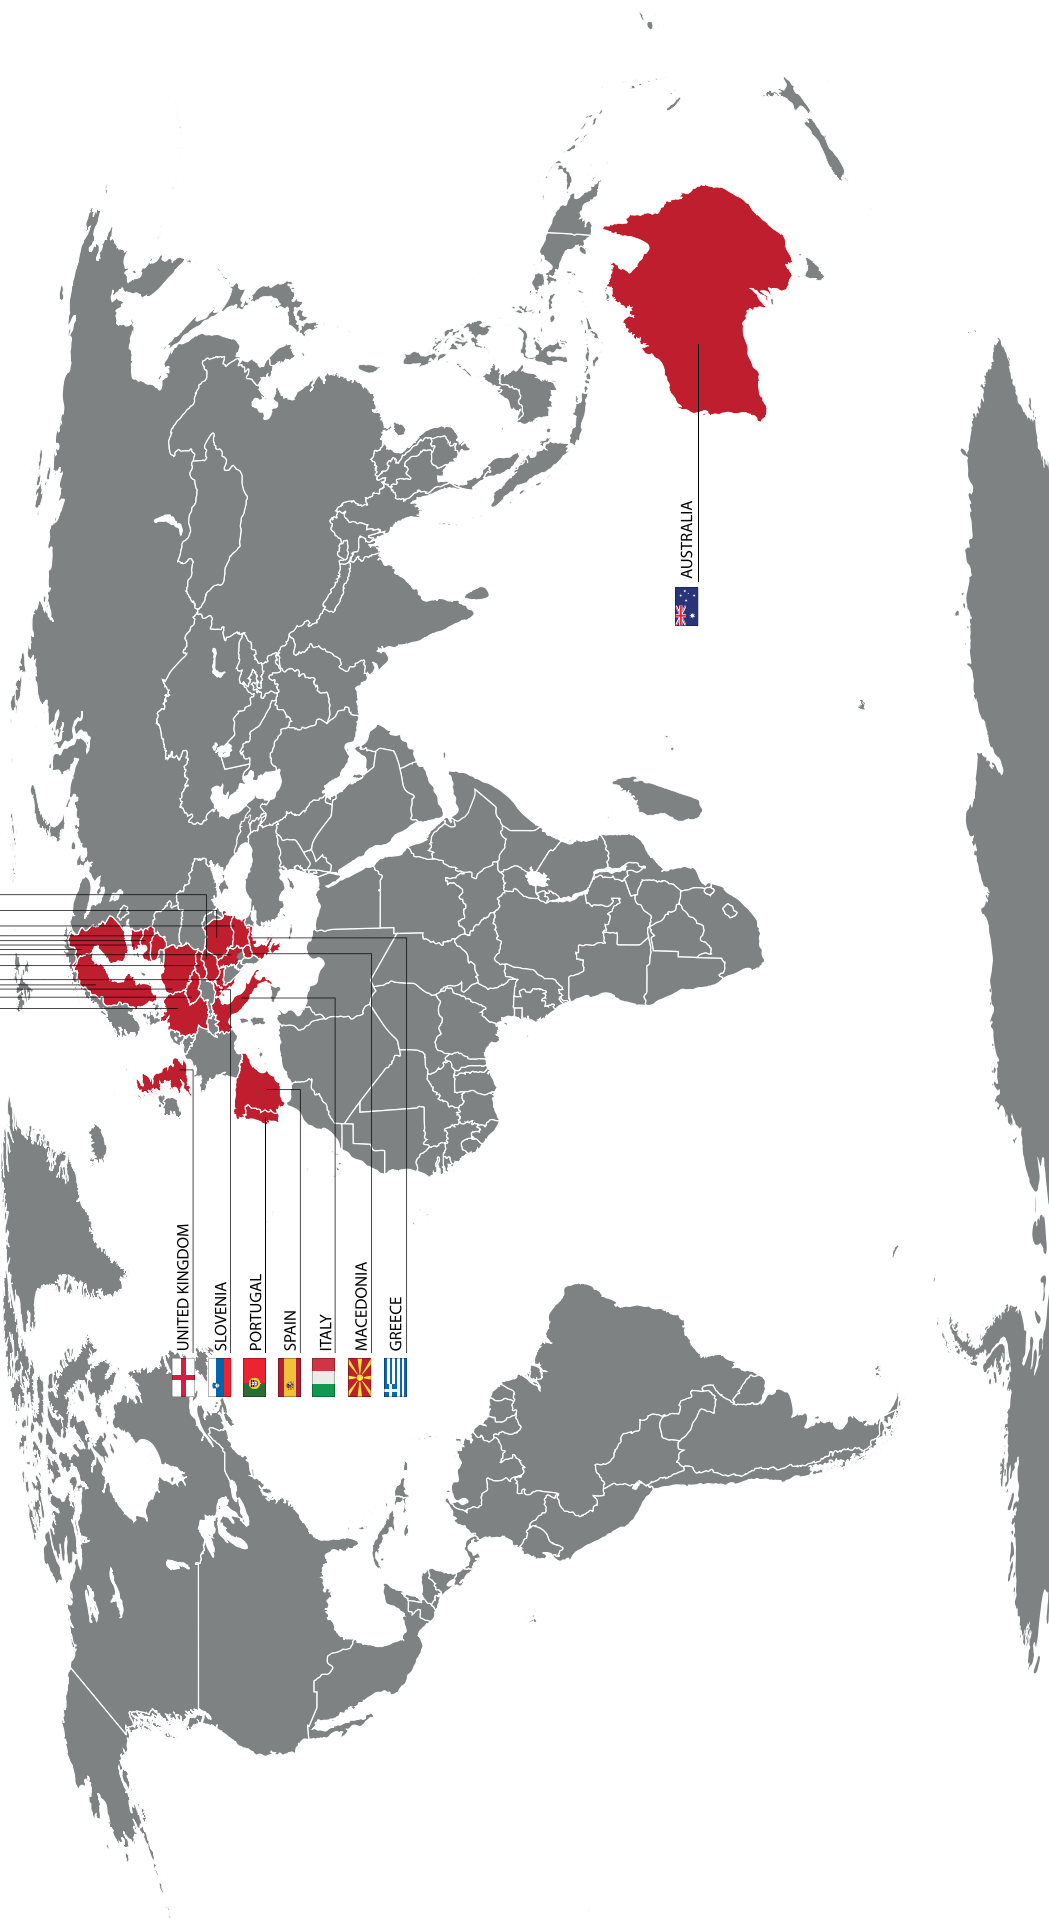 UNITED KINGDOM
SLOVENIA
PORTUGAL
SPAIN
ITALY
MACEDONIA
GREECE
AUSTRALIA